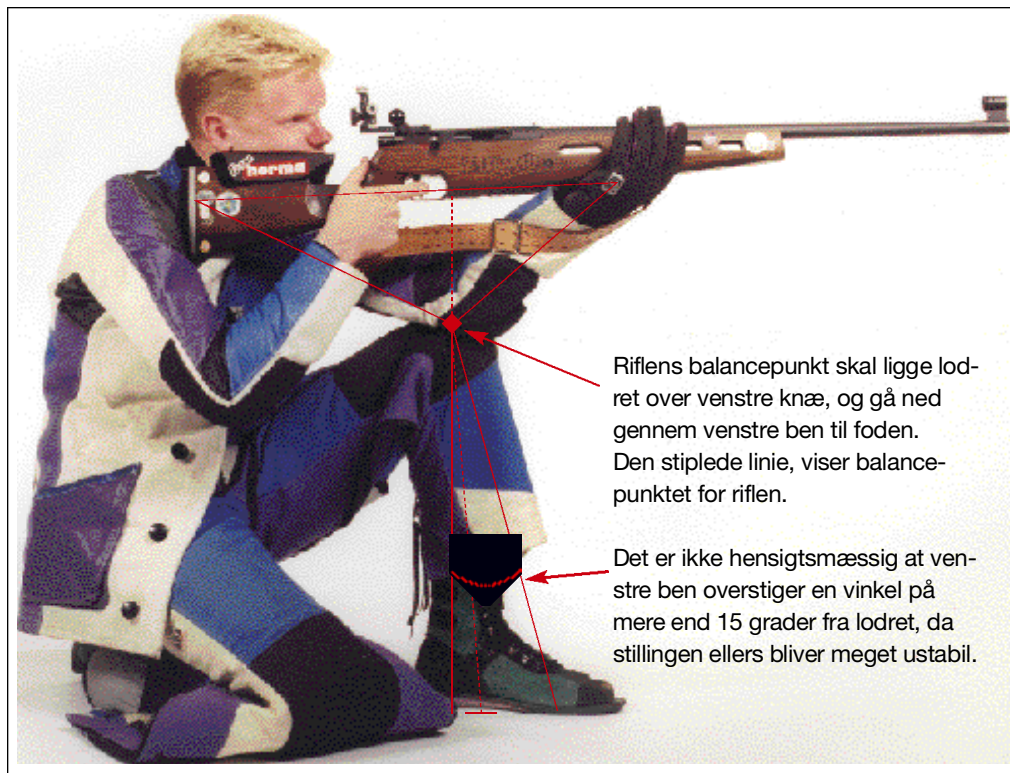 norma
Riflens balancepunkt skal ligge lod-
ret over venstre knæ, og gå ned
gennem venstre ben til foden.
Den stiplede linie, viser balance-
punktet for riflen.
Det er ikke hensigtsmæssig at ven-
stre ben overstiger en vinkel på
mere end 15 grader fra lodret, da
stillingen ellers bliver meget ustabil.